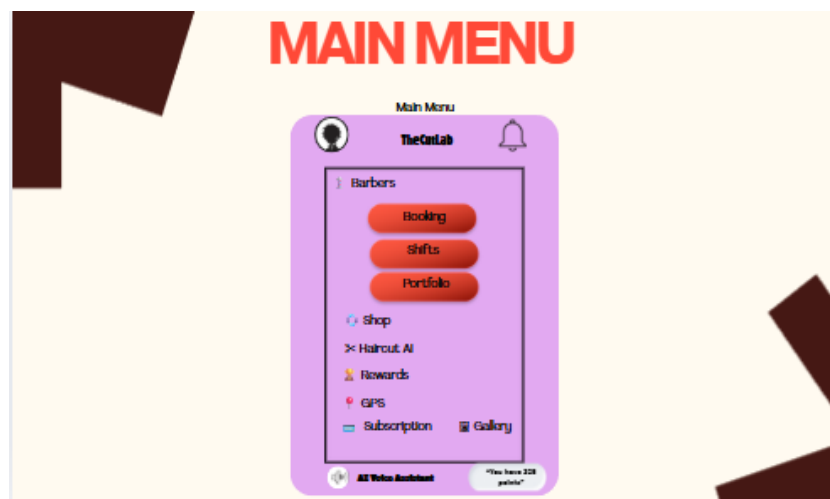 MAIN MENU
Main Menu
TheCutLab
Barbers
Booking
Shifts
Portfolio
Shop
Haircut AI
Rewards
GPS
Subscription Gallery
AI Voice Assistant
"You have
points"